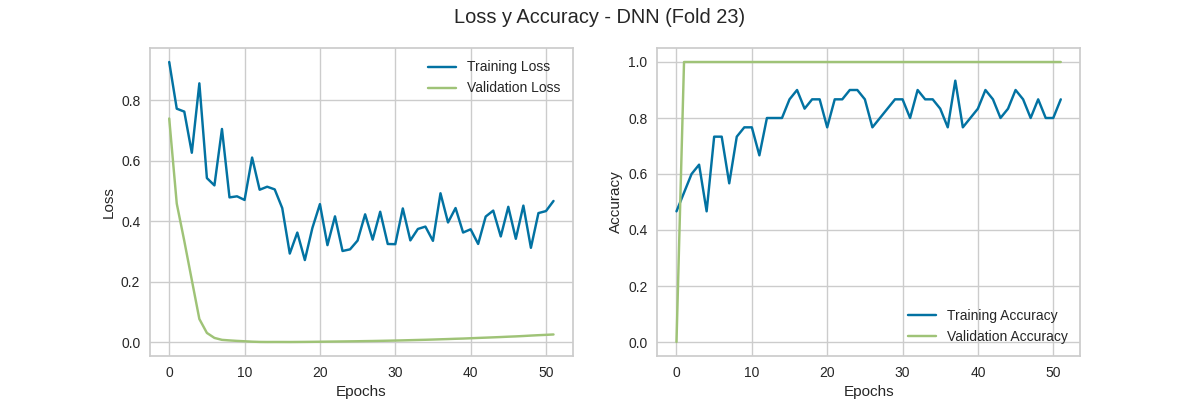 Loss y Accuracy - DNN (Fold 23)
Training Loss
Validation Loss
0.8
0.6
0.4
0.2
0.0
Loss
0 10 20 30 40 50
Epochs
1.0
0.8
0.6
0.4
0.2
0.0
Accuracy
Training Accuracy
Validation Accuracy
0 10 20 30 40 50
Epochs